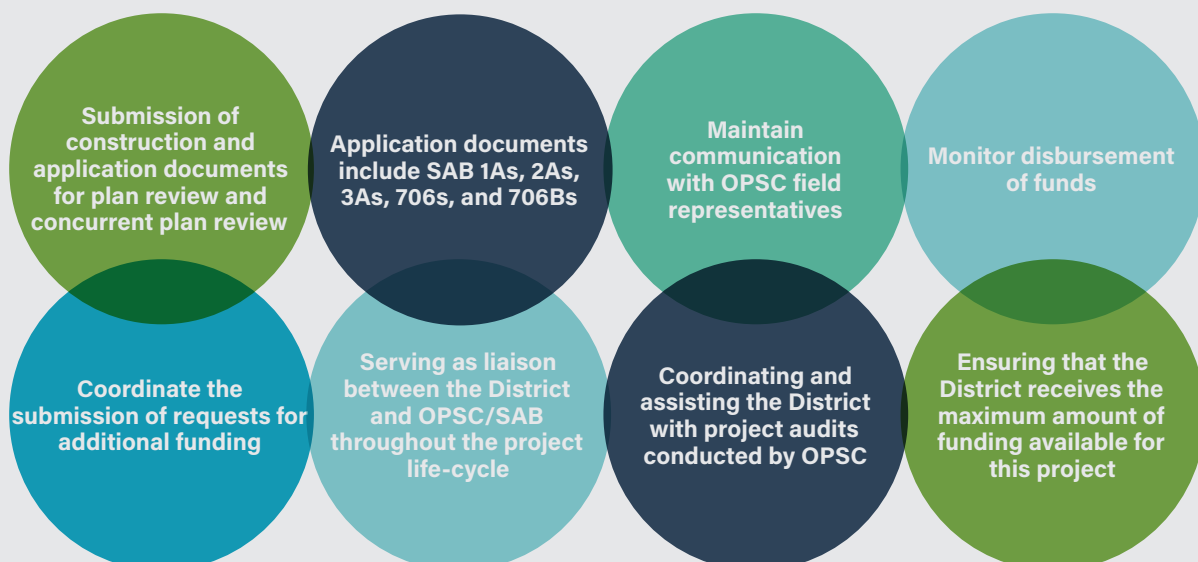 Submission of
construction and
application documents
for plan review and
concurrent plan review
Application documents
include SAB 1As, 2As,
3As, 706s, and 706Bs
Maintain
communication
with OPSC field
representatives
Monitor disbursement
of funds
Coordinate the
submission of requests for
additional funding
Serving as liaison
between the District
and OPSC/SAB
throughout the project
life-cycle
Coordinating and
assisting the District
with project audits
conducted by OPSC
Ensuring that the
District receives the
maximum amount of
funding available for
this project